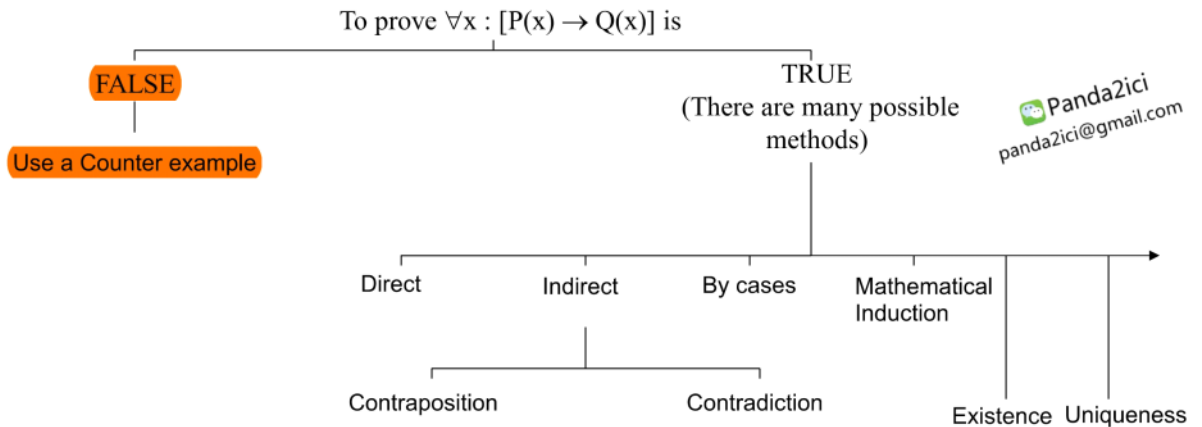 To prove ∀x : [P(x) → Q(x)] is
FALSE
TRUE
(There are many possible
methods)
Panda2ici
panda2ici@gmail.com
Use a Counter example
Direct
Indirect
By cases
Mathematical
Induction
Contraposition
Contradiction
Existence
Uniqueness